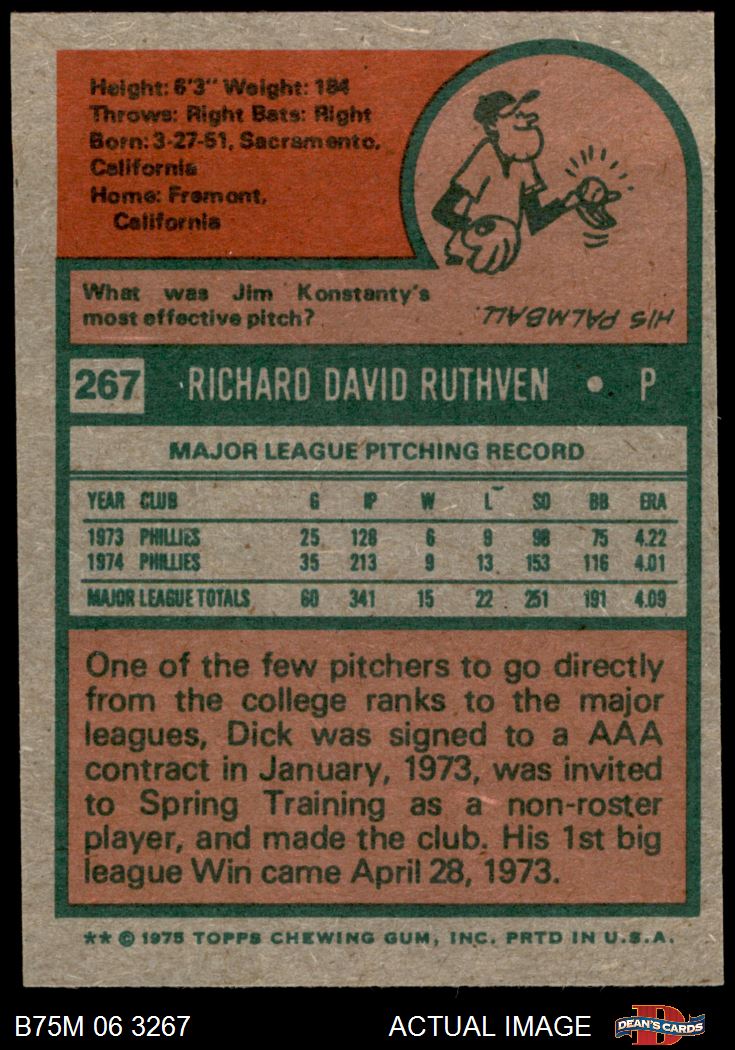 Height: 6'3" Weight: 184
Throws: Right Bats: Right
Born: 3-27-51, Sacramento,
California
Home: Fremont,
California
What was Jim Konstanty's
most effective pitch?
HIS PALMBALL.
267 RICHARD DAVID RUTHVEN • P
MAJOR LEAGUE PITCHING RECORD
YEAR CLUB G IP W L SO BB ERA
1973 PHILLIES 25 128 6 9 98 75 4.22
1974 PHILLIES 35 213 9 13 153 116 4.01
MAJOR LEAGUE TOTALS 60 341 15 22 251 191 4.09
One of the few pitchers to go directly
from the college ranks to the major
leagues, Dick was signed to a AAA
contract in January, 1973, was invited
to Spring Training as a non-roster
player, and made the club. His 1st big
league Win came April 28, 1973.
** © 1975 TOPPS CHEWING GUM, INC. PRTD IN U.S.A.
B75M 06 3267 ACTUAL IMAGE DEAN'S CARDS